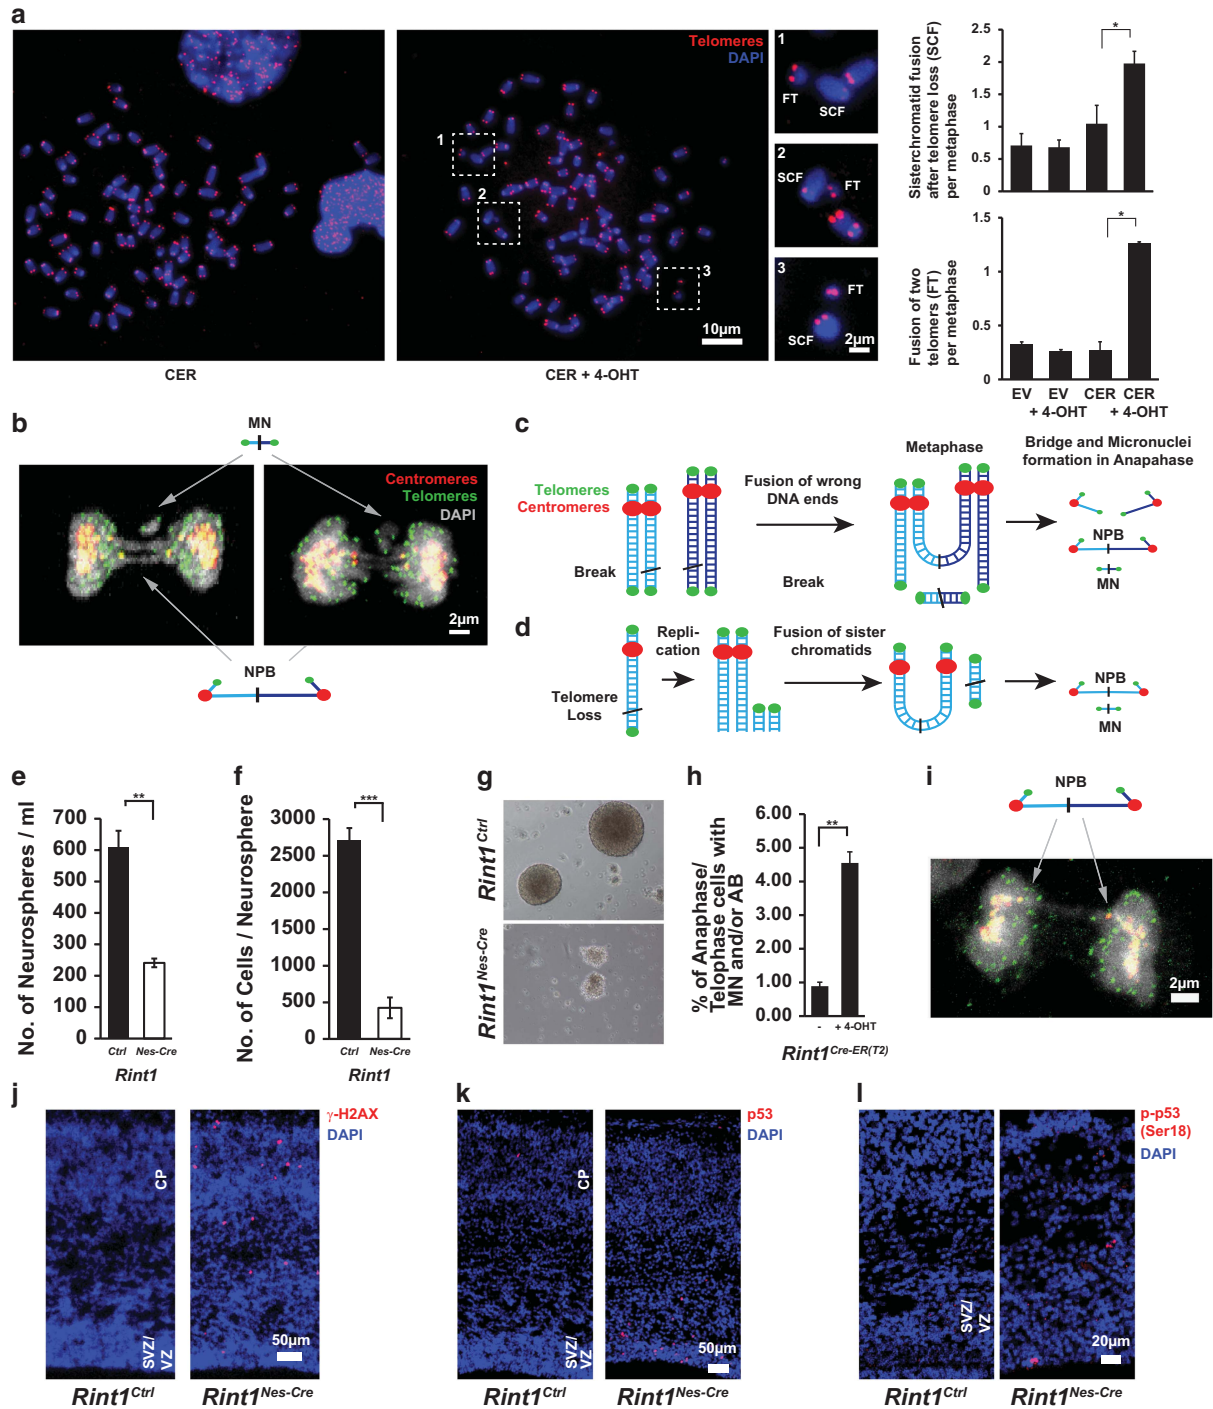 a
Telomeres
DAPI
1
2
3
10µm
1
FT
SCF
2
SCF
FT
3
FT
SCF
2µm
CER
CER + 4-OHT
Sisterchromatid fusion
after telomere loss (SCF)
per metaphase
2.5
2
1.5
1
0.5
0
*
Fusion of two
telomers (FT)
per metaphase
1.5
1
0.5
0
*
EV
EV
+ 4-OHT
CER
CER
+ 4-OHT
b
MN
Centromeres
Telomeres
DAPI
2µm
NPB
c
Telomeres
Centromeres
Break
Fusion of wrong
DNA ends
Break
Metaphase
Bridge and Micronuclei
formation in Anapahase
NPB
MN
d
Telomere
Loss
Repli-
cation
Fusion of sister
chromatids
NPB
MN
e
No. of Neurospheres / ml
700
600
500
400
300
200
100
0
**
Ctrl Nes-Cre
Rint1
f
No. of Cells / Neurosphere
3000
2500
2000
1500
1000
500
0
***
Ctrl Nes-Cre
Rint1
g
Rint1Ctrl
Rint1Nes-Cre
h
% of Anaphase/
Telophase cells with
MN and/or AB
6.00
5.00
4.00
3.00
2.00
1.00
0.00
**
- + 4-OHT
Rint1Cre-ER(T2)
i
NPB
2µm
j
γ-H2AX
DAPI
CP
SVZ/
VZ
50µm
Rint1Ctrl
Rint1Nes-Cre
k
p53
DAPI
CP
SVZ/
VZ
50µm
Rint1Ctrl
Rint1Nes-Cre
l
p-p53
(Ser18)
DAPI
SVZ/
VZ
20µm
Rint1Ctrl
Rint1Nes-Cre